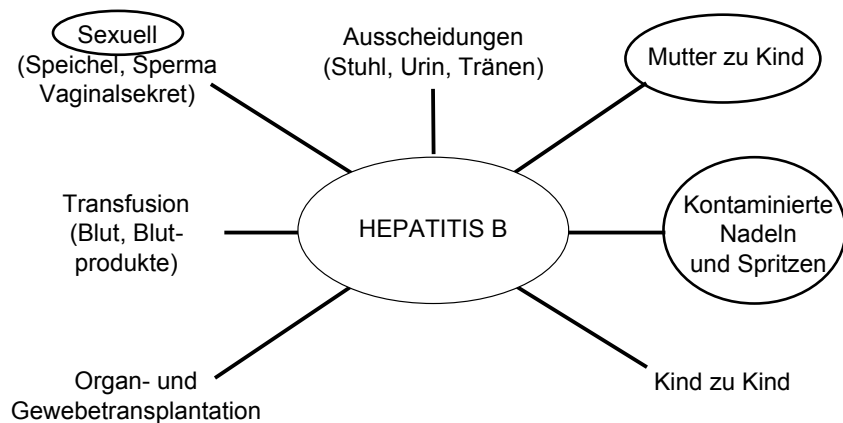 Sexuell
(Speichel, Sperma
Vaginalsekret)
Ausscheidungen
(Stuhl, Urin, Tränen)
Mutter zu Kind
Transfusion
(Blut, Blut-
produkte)
HEPATITIS B
Kontaminierte
Nadeln
und Spritzen
Organ- und
Gewebetransplantation
Kind zu Kind